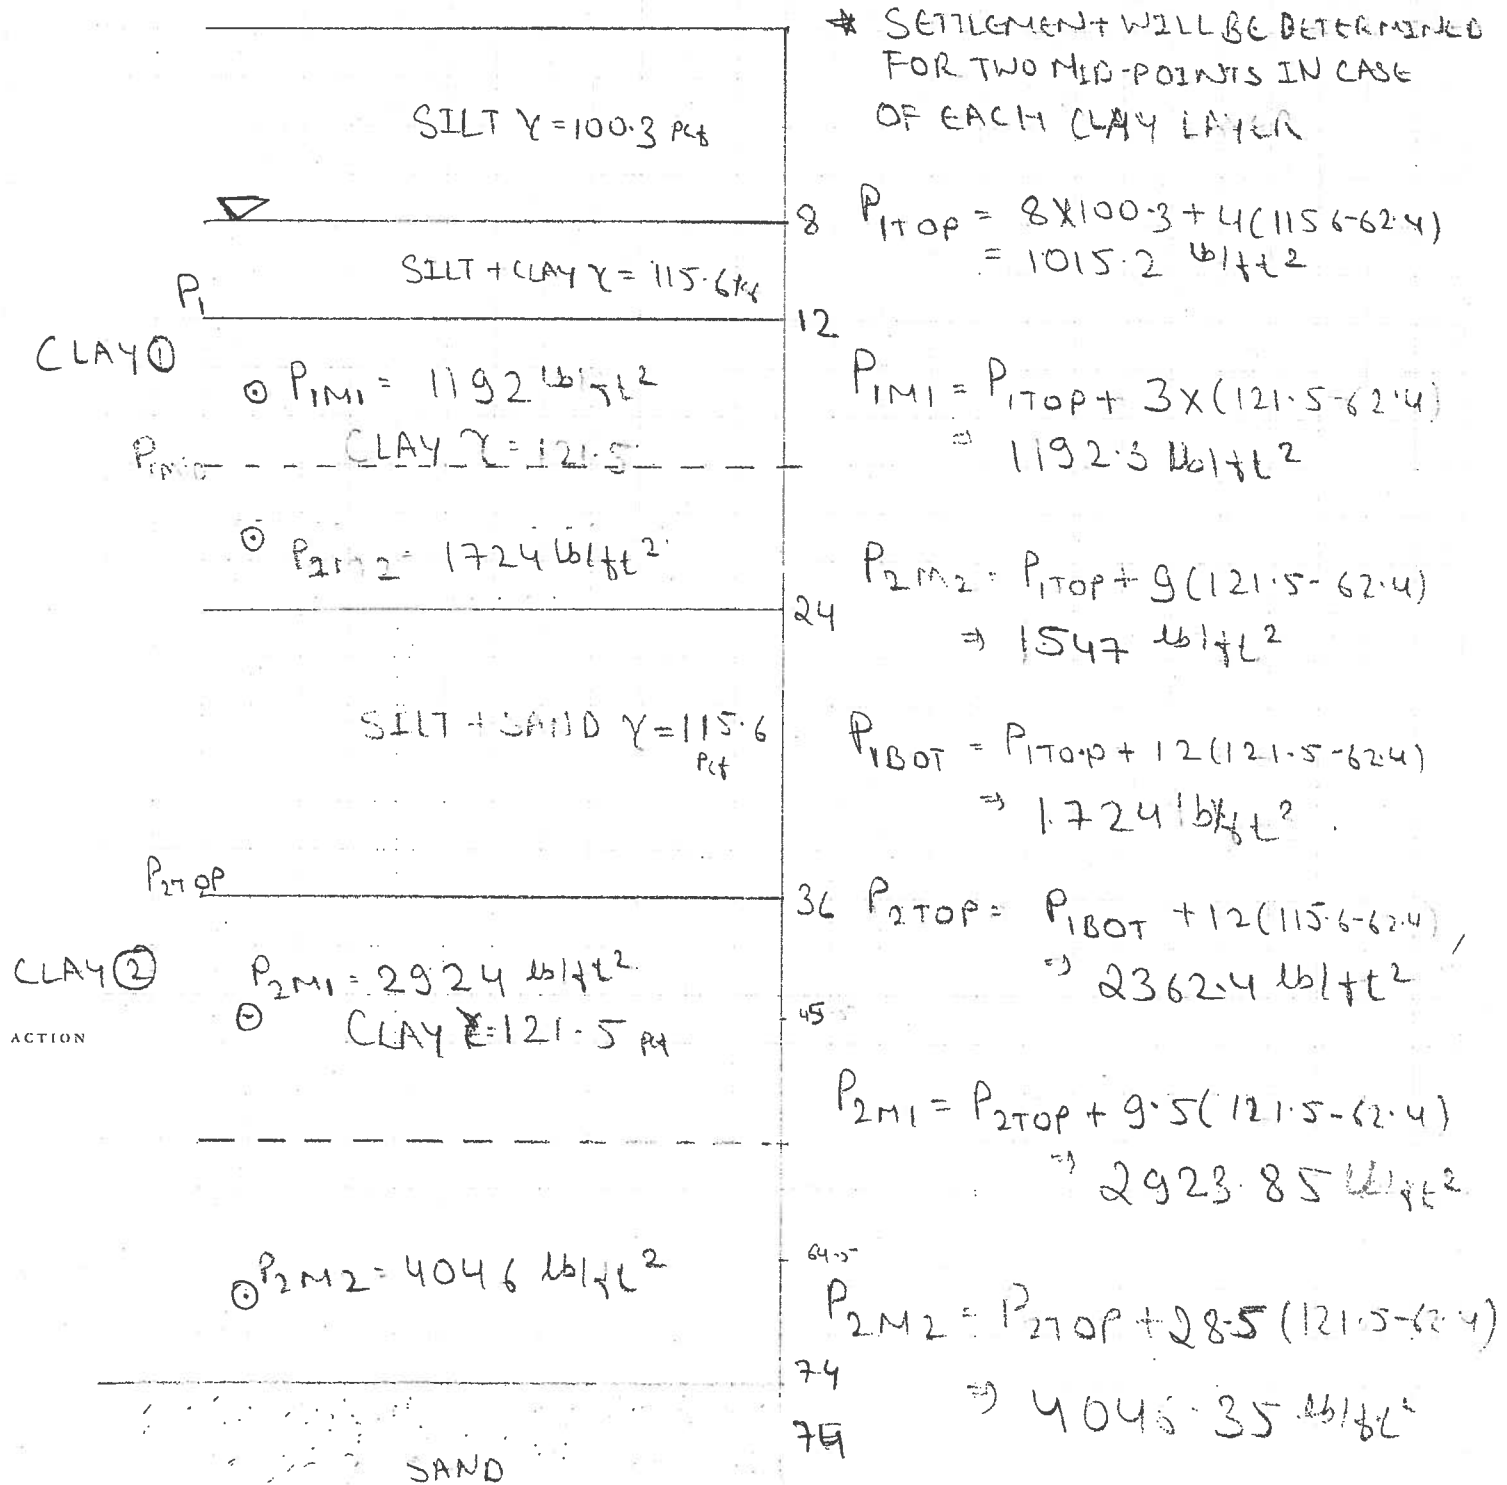 * SETTLEMENT WILL BE DETERMINED
FOR TWO MID-POINTS IN CASE
OF EACH CLAY LAYER
SILT γ=100.3 pcf
8
P1TOP = 8X100.3+4(115 6-62.4)
= 1015.2 lb/ft2
SILT+CLAY γ= 115.6 pcf
P1
12
CLAY ①
P1M1 = 1192 lb/ft2
P1M1 = P1TOP+ 3X(121.5-62.4)
⇒ 1192.3 lb/ft2
CLAY γ=121.5
P1MID
P2M2 = 1724 lb/ft2
P2M2 = P1TOP+ 9(121.5-62.4)
⇒ 1547 lb/ft2
24
SILT + SAND γ=115.6
pcf
P1BOT = P1TOP+ 12(121.5-62.4)
⇒ 1724 lb/ft2
P2TOP
36
P2TOP = P1BOT +12(115.6-62.4)
⇒ 2362.4 lb/ft2
CLAY ②
P2M1 = 2924 lb/ft2
CLAY γ=121.5 pcf
45
ACTION
P2M1 = P2TOP+ 9.5(121.5-62.4)
⇒ 2923.85 lb/ft2
64.5
P2M2 = 4046 lb/ft2
P2M2 = P2TOP+28.5(121.5-62.4)
⇒ 4046.35 lb/ft2
74
SAND